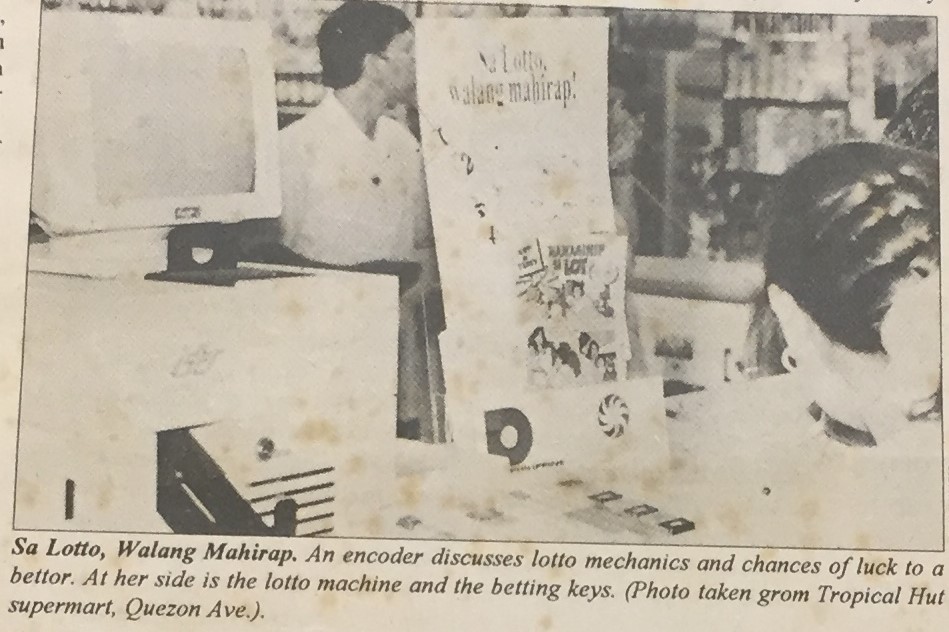 Sa Lotto,
walang mahirap!
Sa Lotto, Walang Mahirap. An encoder discusses lotto mechanics and chances of luck to a
bettor. At her side is the lotto machine and the betting keys. (Photo taken grom Tropical Hut
supermart, Quezon Ave.).